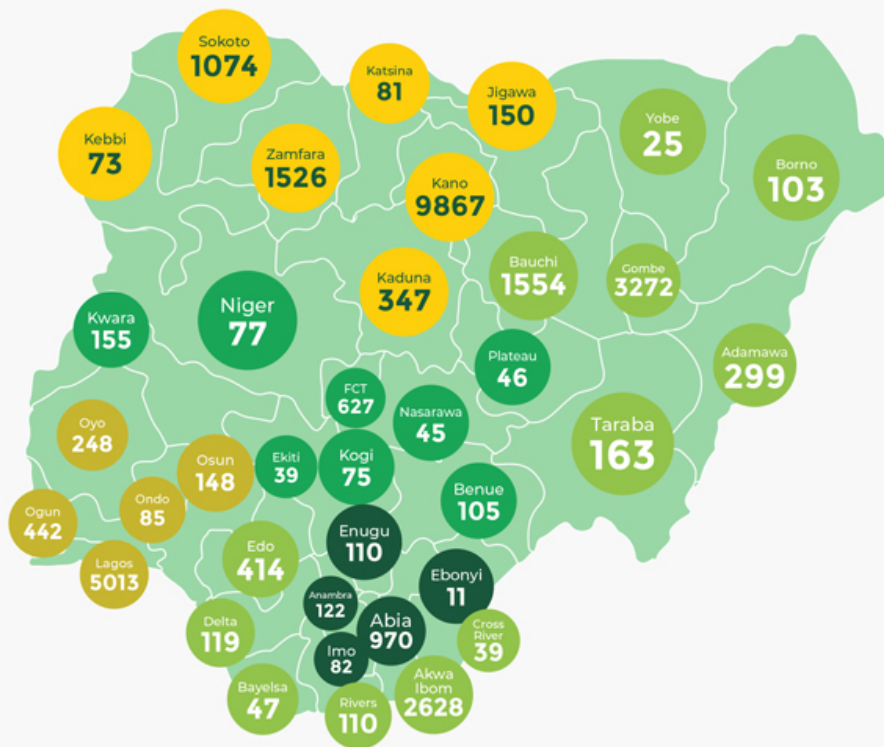 Sokoto
1074
Katsina
81
Jigawa
150
Yobe
25
Kebbi
73
Zamfara
1526
Borno
103
Kano
9867
Bauchi
1554
Gombe
3272
Kaduna
347
Niger
77
Kwara
155
Plateau
46
Adamawa
299
FCT
627
Nasarawa
45
Taraba
163
Oyo
248
Osun
148
Ekiti
39
Kogi
75
Benue
105
Ondo
85
Ogun
442
Enugu
110
Lagos
5013
Edo
414
Ebonyi
11
Anambra
122
Abia
970
Delta
119
Cross
River
39
Imo
82
Bayelsa
47
Akwa
Ibom
2628
Rivers
110